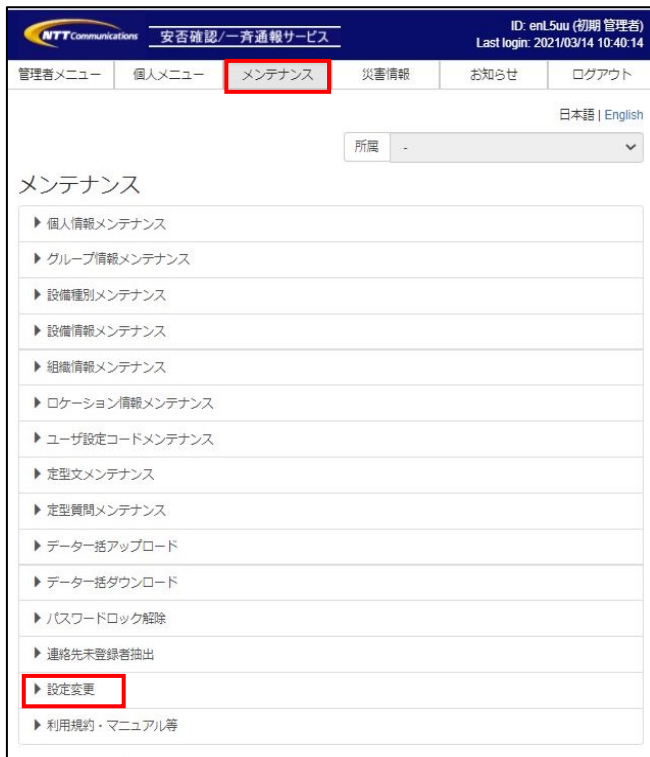 NTT Communications 安否確認/一斉通報サービス
ID: enL5uu (初期 管理者)
Last login: 2021/03/14 10:40:14
管理者メニュー 個人メニュー メンテナンス 災害情報 お知らせ ログアウト
日本語 | English
所属 -
メンテナンス
個人情報メンテナンス
グループ情報メンテナンス
設備種別メンテナンス
設備情報メンテナンス
組織情報メンテナンス
ロケーション情報メンテナンス
ユーザ設定コードメンテナンス
定型文メンテナンス
定型質問メンテナンス
データ一括アップロード
データ一括ダウンロード
パスワードロック解除
連絡先未登録者抽出
設定変更
利用規約・マニュアル等